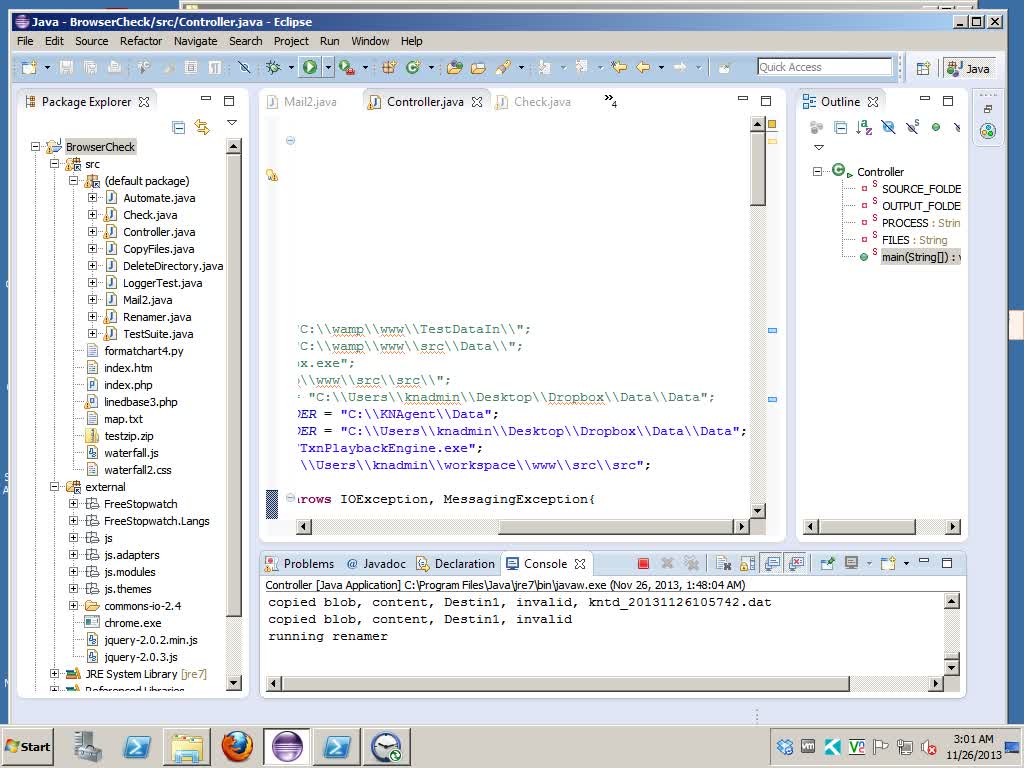 Java - BrowserCheck/src/Controller.java - Eclipse
File Edit Source Refactor Navigate Search Project Run Window Help
Quick Access
Java
Package Explorer
Mail2.java
Controller.java
Check.java
»4
Outline
BrowserCheck
src
(default package)
Automate.java
Check.java
Controller.java
CopyFiles.java
DeleteDirectory.java
LoggerTest.java
Mail2.java
Renamer.java
TestSuite.java
formatchart4.py
index.htm
index.php
linedbase3.php
map.txt
testzip.zip
waterfall.js
waterfall2.css
external
FreeStopwatch
FreeStopwatch.Langs
js
js.adapters
js.modules
js.themes
commons-io-2.4
chrome.exe
jquery-2.0.2.min.js
jquery-2.0.3.js
JRE System Library [jre7]
Referenced Libraries
"C:\\wamp\\www\\TestDataIn\\";
"C:\\wamp\\www\\src\\Data\\";
ox.exe";
\\www\\src\\src\\";
= "C:\\Users\\knadmin\\Desktop\\Dropbox\\Data\\Data";
DER = "C:\\KNAgent\\Data";
DER = "C:\\Users\\knadmin\\Desktop\\Dropbox\\Data\\Data";
"TxnPlaybackEngine.exe";
\\Users\\knadmin\\workspace\\www\\src\\src";
hrows IOException, MessagingException{
Controller
SOURCE_FOLDE
OUTPUT_FOLDE
PROCESS : Strin
FILES : String
main(String[]) : v
Problems
@ Javadoc
Declaration
Console
Controller [Java Application] C:\Program Files\Java\jre7\bin\javaw.exe (Nov 26, 2013, 1:48:04 AM)
copied blob, content, Destin1, invalid, kntd_20131126105742.dat
copied blob, content, Destin1, invalid
running renamer
Start
3:01 AM
11/26/2013